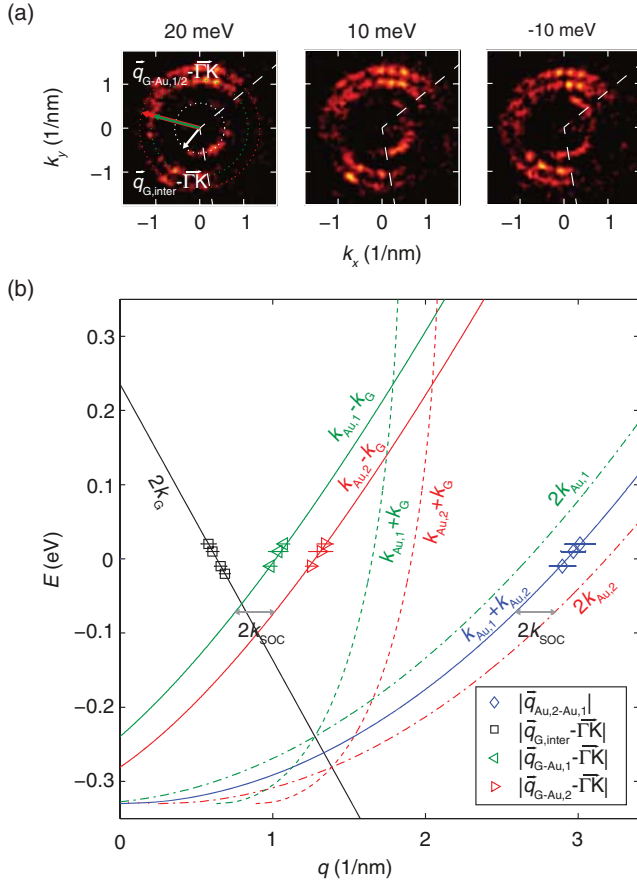 (a)
20 meV
10 meV
-10 meV
q⃗G-Au,1/2-Γ̅K̅
q⃗G,inter-Γ̅K̅
1
0
-1
ky (1/nm)
-1 0 1
-1 0 1
-1 0 1
kx (1/nm)
(b)
0.3
0.2
0.1
0
-0.1
-0.2
-0.3
E (eV)
2kG
kAu,1-kG
kAu,2-kG
kAu,1+kG
kAu,2+kG
2kAu,1
kAu,1+kAu,2
2kAu,2
2kSOC
2kSOC
|q⃗Au,2-Au,1|
|q⃗G,inter-Γ̅K̅|
|q⃗G-Au,1-Γ̅K̅|
|q⃗G-Au,2-Γ̅K̅|
0 1 2 3
q (1/nm)